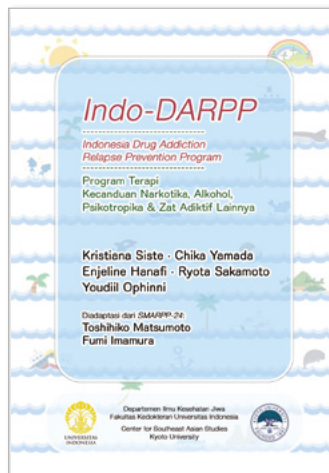 Indo-DARPP
Indonesia Drug Addiction
Relapse Prevention Program
Program Terapi
Kecanduan Narkotika, Alkohol,
Psikotropika & Zat Adiktif Lainnya
Kristiana Siste · Chika Yamada
Enjeline Hanafi · Ryota Sakamoto
Youdiil Ophinni
Diadaptasi dari SMARPP-24:
Toshihiko Matsumoto
Fumi Imamura
Departemen Ilmu Kesehatan Jiwa
Fakultas Kedokteran Universitas Indonesia
Center for Southeast Asian Studies
Kyoto University
UNIVERSITAS
INDONESIA